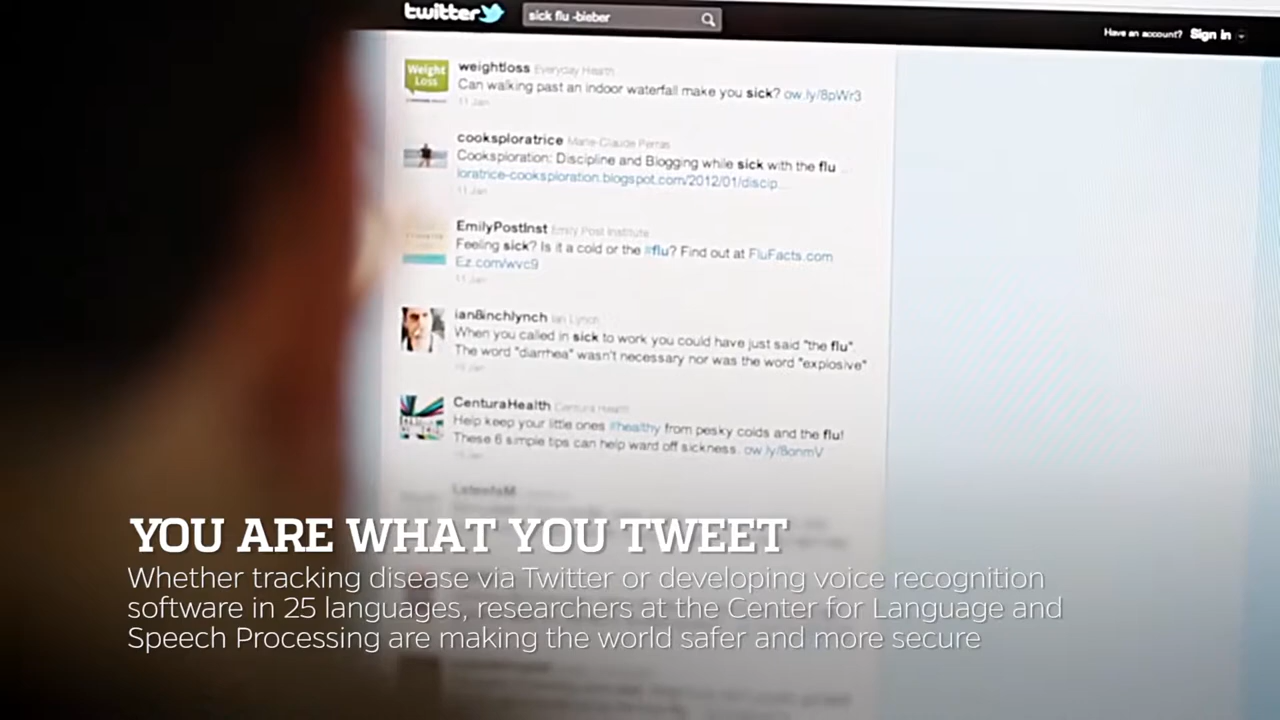 twitter
sick flu -bieber
Have an account? Sign in
Weight
Loss
weightloss Everyday Health
Can walking past an indoor waterfall make you sick? ow.ly/8pWr3
11 Jan
cooksploratrice Marie-Claude Perras
Cooksploration: Discipline and Blogging while sick with the flu ...
loratrice-cooksploration.blogspot.com/2012/01/discip...
11 Jan
EmilyPostInst Emily Post Institute
Feeling sick? Is it a cold or the #flu? Find out at FluFacts.com
Ez.com/wvc9
11 Jan
ian8inchlynch Ian Lynch
When you called in sick to work you could have just said "the flu".
The word "diarrhea" wasn't necessary nor was the word "explosive"
CenturaHealth Centura Health
Help keep your little ones #healthy from pesky colds and the flu!
These 6 simple tips can help ward off sickness. ow.ly/8onmV
YOU ARE WHAT YOU TWEET
Whether tracking disease via Twitter or developing voice recognition
software in 25 languages, researchers at the Center for Language and
Speech Processing are making the world safer and more secure